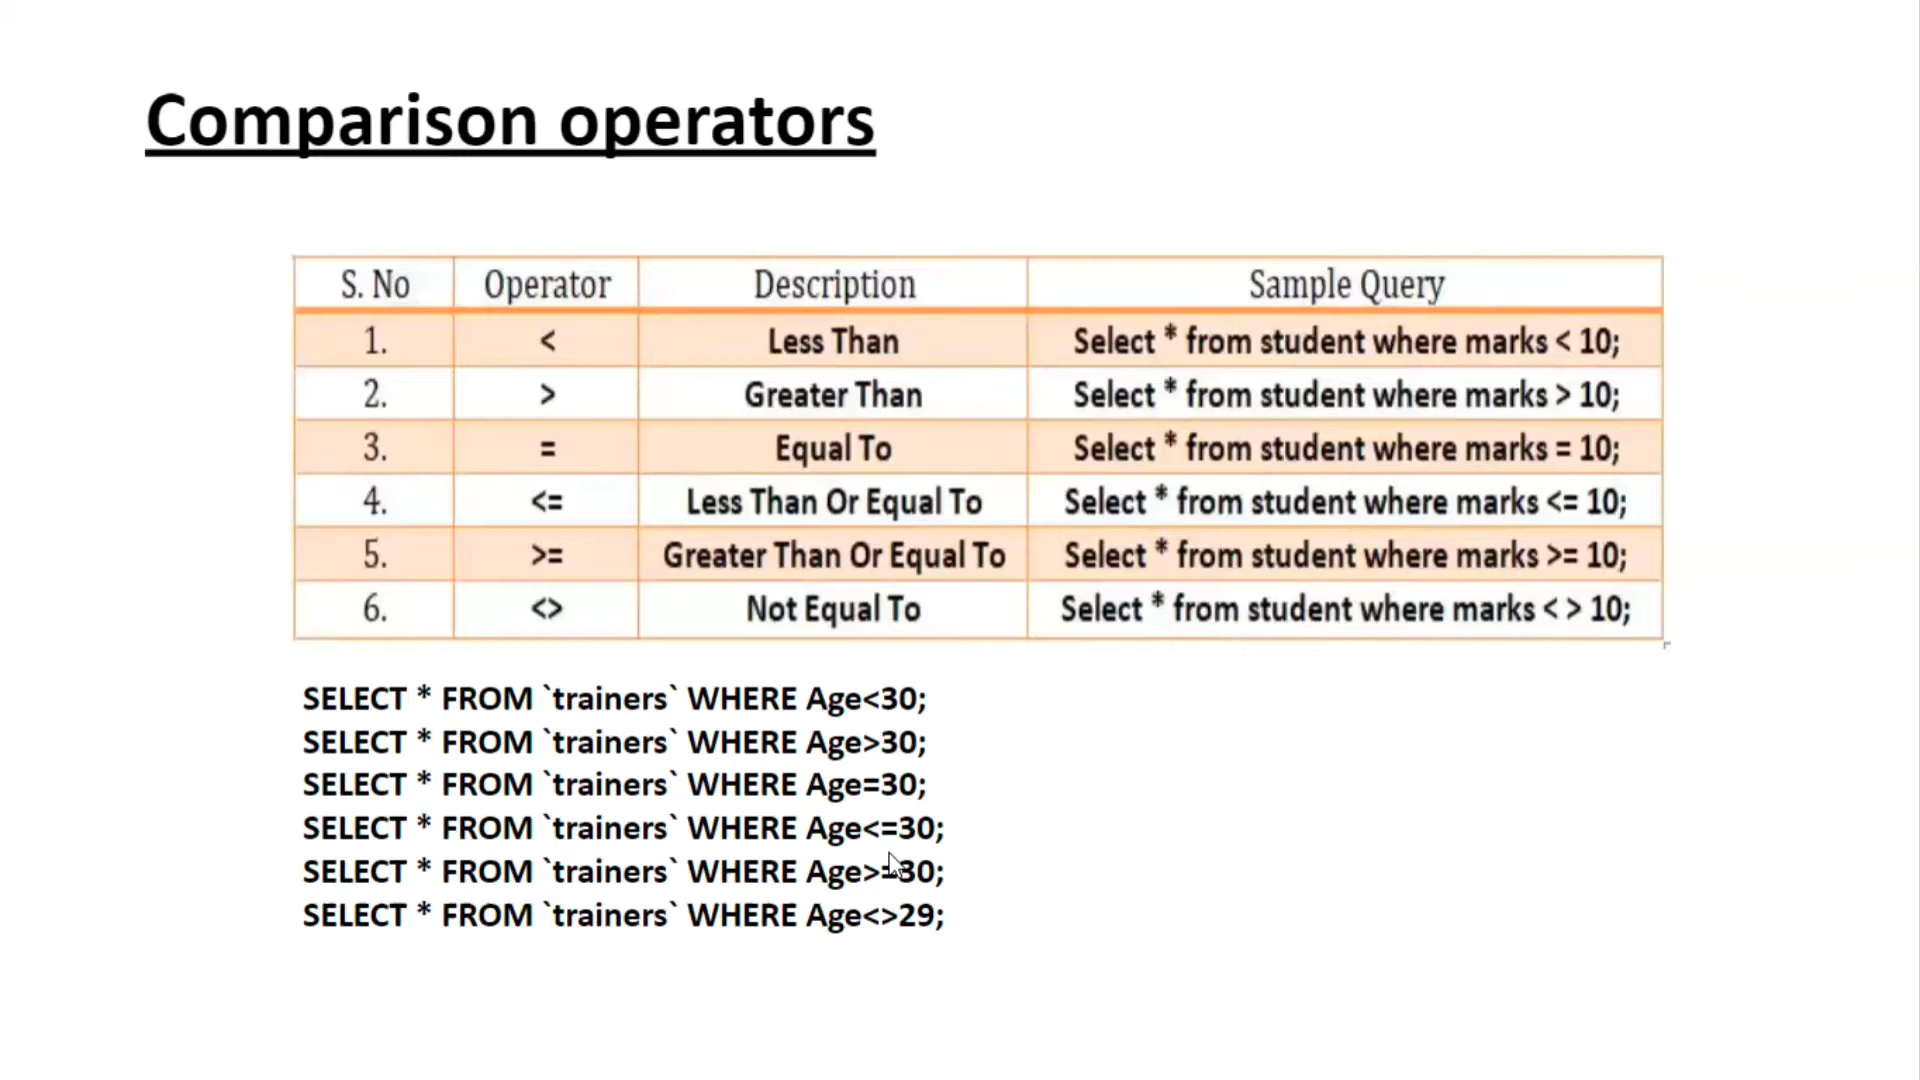 Comparison operators
S. No Operator Description Sample Query
1. < Less Than Select * from student where marks < 10;
2. > Greater Than Select * from student where marks > 10;
3. = Equal To Select * from student where marks = 10;
4. <= Less Than Or Equal To Select * from student where marks <= 10;
5. >= Greater Than Or Equal To Select * from student where marks >= 10;
6. <> Not Equal To Select * from student where marks < > 10;
SELECT * FROM `trainers` WHERE Age<30;
SELECT * FROM `trainers` WHERE Age>30;
SELECT * FROM `trainers` WHERE Age=30;
SELECT * FROM `trainers` WHERE Age<=30;
SELECT * FROM `trainers` WHERE Age>=30;
SELECT * FROM `trainers` WHERE Age<>29;